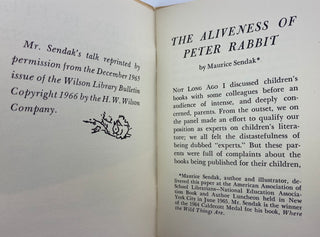 Mr. Sendak's talk reprinted by
permission from the December 1965
issue of the Wilson Library Bulletin
Copyright 1966 by the H. W. Wilson
Company.
THE ALIVENESS OF
PETER RABBIT
by Maurice Sendak*
Not Long Ago I discussed children's
books with some colleagues before an
audience of intense, and deeply con-
cerned, parents. From the outset, we on
the panel made an effort to qualify our
position as experts on children's litera-
ture; we all felt the distastefulness of
being dubbed "experts." But these par-
ents were full of complaints about the
books being published for their children,
*Maurice Sendak, author and illustrator, de-
livered this paper at the American Association of
School Librarians—National Education Associa-
tion Book and Author Luncheon held in New
York City in June 1965. Mr. Sendak is the winner
of the 1964 Caldecott Medal for his book, Where
the Wild Things Are.